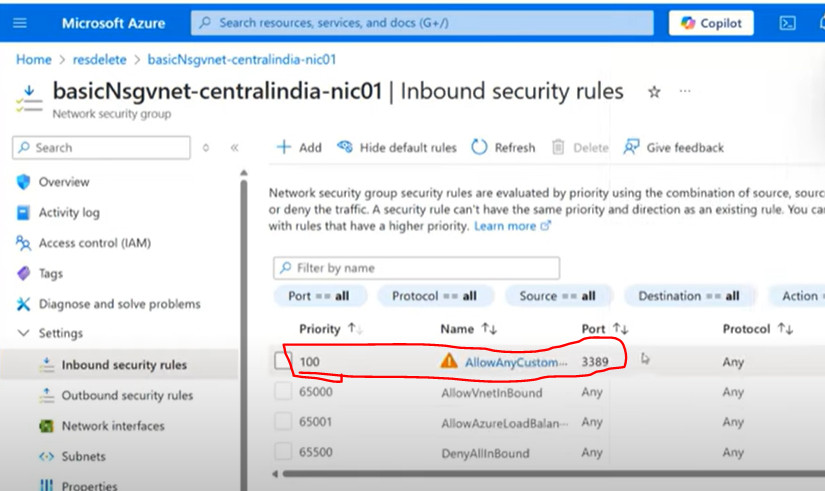 Microsoft Azure
Search resources, services, and docs (G+/)
Copilot
Home > resdelete > basicNsgvnet-centralindia-nic01
basicNsgvnet-centralindia-nic01 | Inbound security rules
Network security group
Search
Add
Hide default rules
Refresh
Delete
Give feedback
Overview
Activity log
Access control (IAM)
Tags
Diagnose and solve problems
Settings
Inbound security rules
Outbound security rules
Network interfaces
Subnets
Properties
Network security group security rules are evaluated by priority using the combination of source, sourc
or deny the traffic. A security rule can't have the same priority and direction as an existing rule. You can
with rules that have a higher priority. Learn more
Filter by name
Port == all
Protocol == all
Source == all
Destination == all
Action =
Priority Name Port Protocol
100 AllowAnyCustom··· 3389 Any
65000 AllowVnetInBound Any Any
65001 AllowAzureLoadBalan··· Any Any
65500 DenyAllInBound Any Any